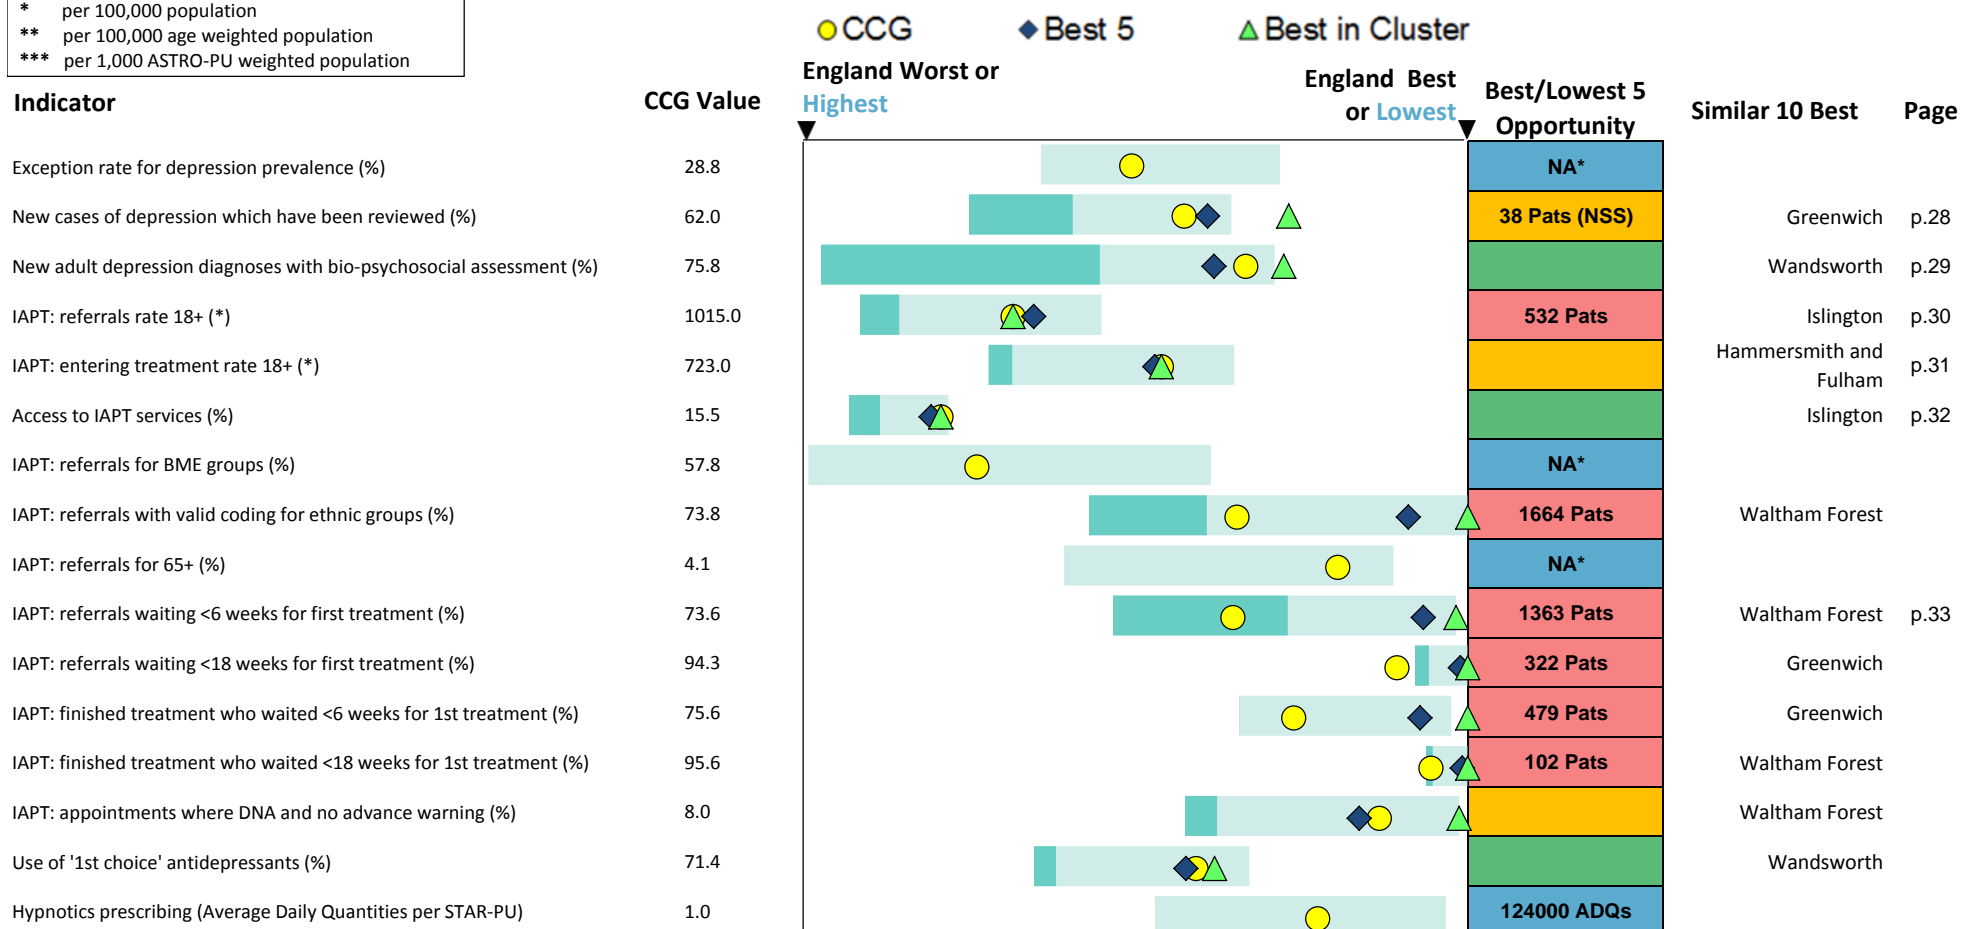 * per 100,000 population
** per 100,000 age weighted population
*** per 1,000 ASTRO-PU weighted population
CCG Best 5 Best in Cluster
Indicator CCG Value England Worst or Highest England Best or Lowest Best/Lowest 5 Opportunity Similar 10 Best Page
Exception rate for depression prevalence (%) 28.8 NA*
New cases of depression which have been reviewed (%) 62.0 38 Pats (NSS) Greenwich p.28
New adult depression diagnoses with bio-psychosocial assessment (%) 75.8 Wandsworth p.29
IAPT: referrals rate 18+ (*) 1015.0 532 Pats Islington p.30
IAPT: entering treatment rate 18+ (*) 723.0 Hammersmith and Fulham p.31
Access to IAPT services (%) 15.5 Islington p.32
IAPT: referrals for BME groups (%) 57.8 NA*
IAPT: referrals with valid coding for ethnic groups (%) 73.8 1664 Pats Waltham Forest
IAPT: referrals for 65+ (%) 4.1 NA*
IAPT: referrals waiting <6 weeks for first treatment (%) 73.6 1363 Pats Waltham Forest p.33
IAPT: referrals waiting <18 weeks for first treatment (%) 94.3 322 Pats Greenwich
IAPT: finished treatment who waited <6 weeks for 1st treatment (%) 75.6 479 Pats Greenwich
IAPT: finished treatment who waited <18 weeks for 1st treatment (%) 95.6 102 Pats Waltham Forest
IAPT: appointments where DNA and no advance warning (%) 8.0 Waltham Forest
Use of '1st choice' antidepressants (%) 71.4 Wandsworth
Hypnotics prescribing (Average Daily Quantities per STAR-PU) 1.0 124000 ADQs